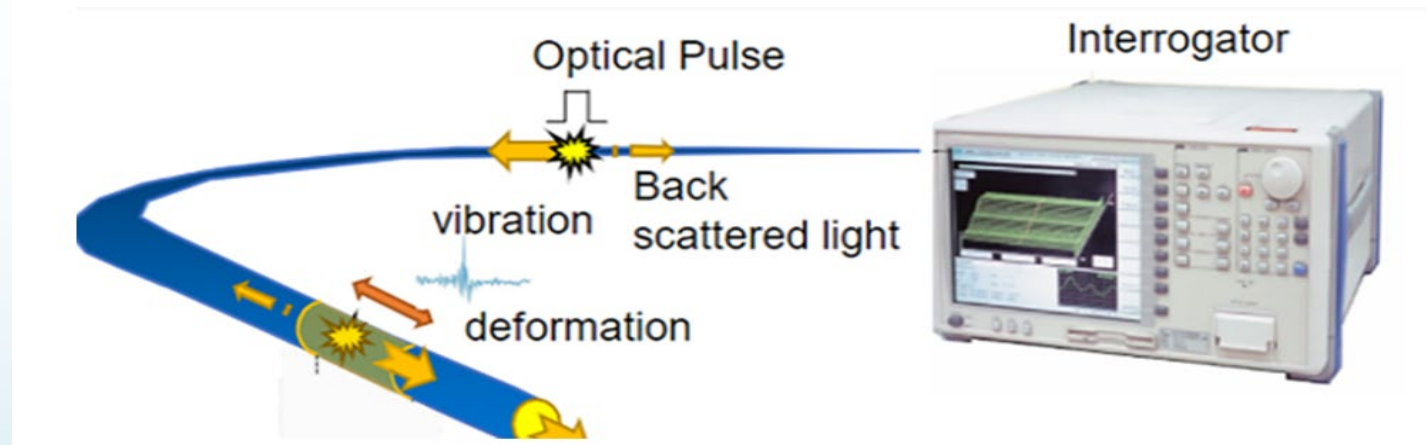 Interrogator
Optical Pulse
Back
scattered light
vibration
deformation